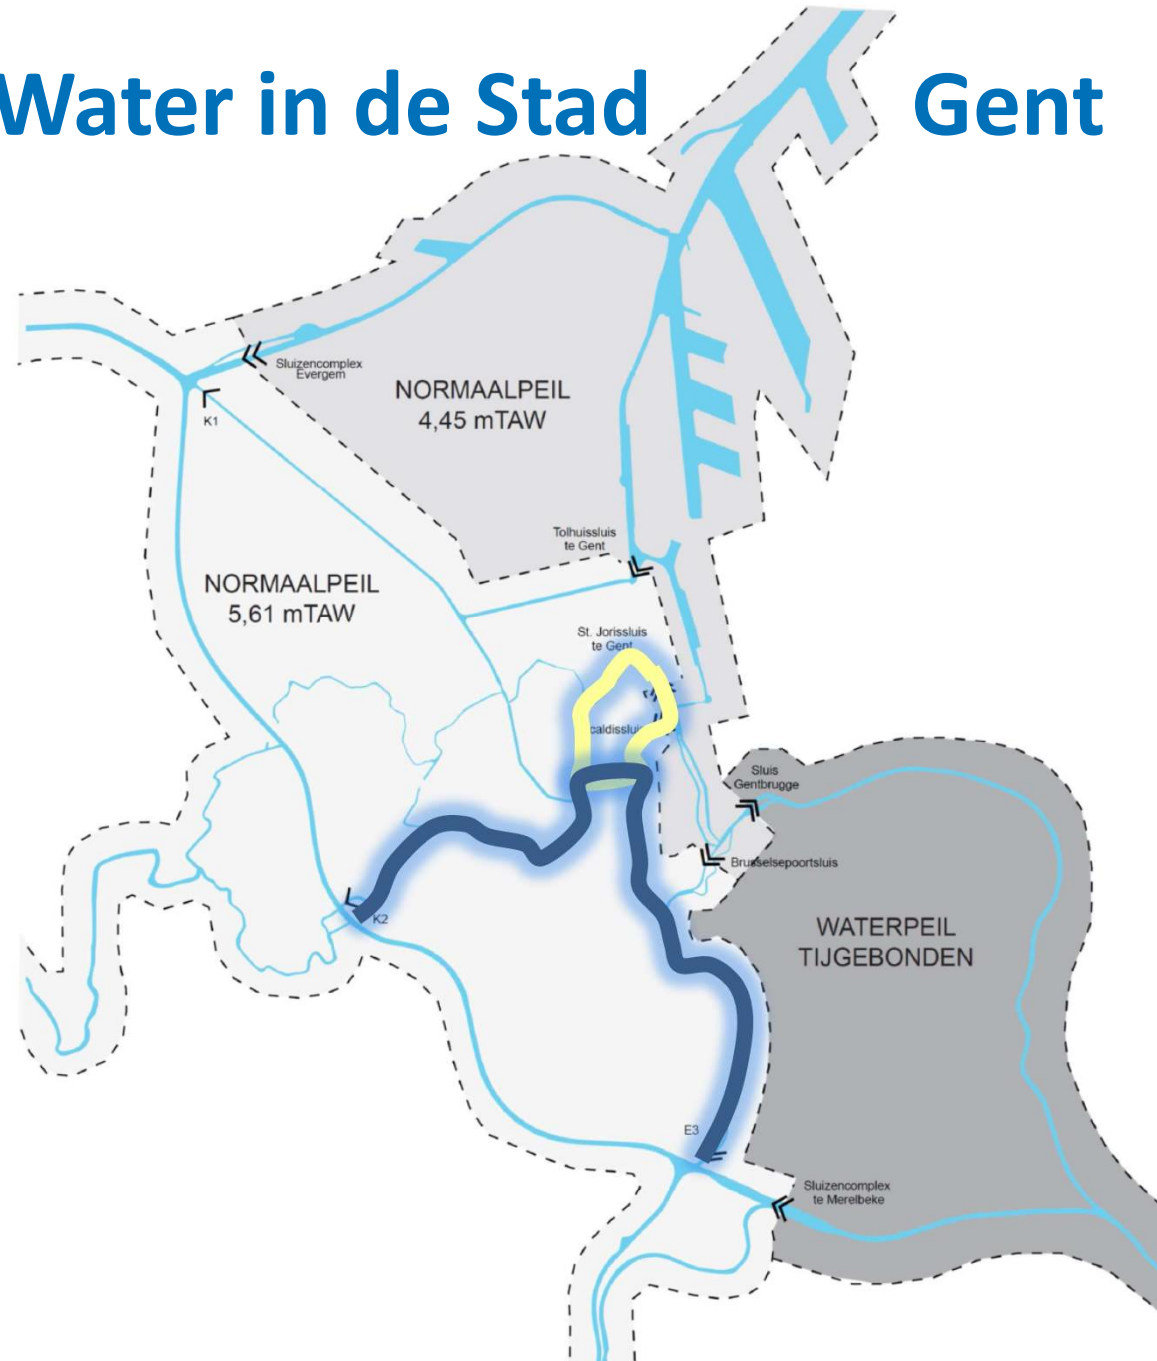 Water in de Stad Gent
Sluizencomplex
Evergem
K1
NORMAALPEIL
4,45 mTAW
Tolhuissluis
te Gent
NORMAALPEIL
5,61 mTAW
St. Jorissluis
te Gent
caldissluis
Sluis
Gentbrugge
Brusselsepoortsluis
K2
WATERPEIL
TIJGEBONDEN
E3
Sluizencomplex
te Merelbeke